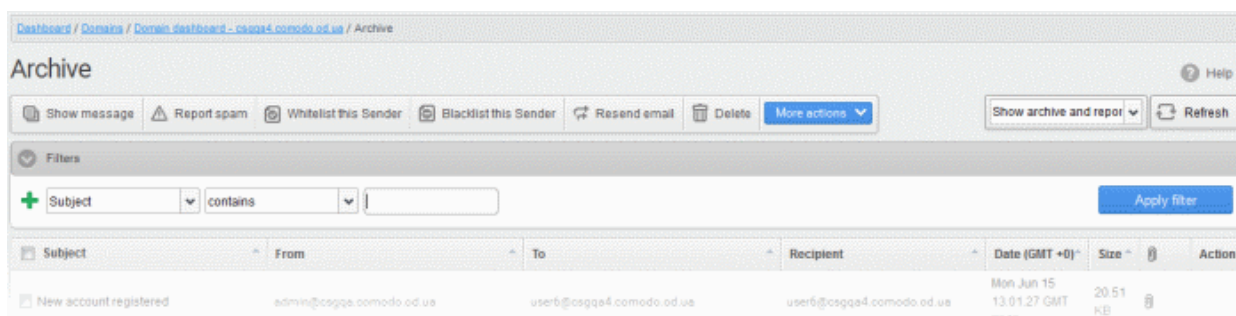 Dashboard / Domains / Domain dashboard - csgqa4.comodo.od.ua / Archive
Archive
Help
Show message Report spam Whitelist this Sender Blacklist this Sender Resend email Delete More actions Show archive and repor Refresh
Filters
Subject contains Apply filter
Subject From To Recipient Date (GMT +0) Size Action
Mon Jun 15
New account registered admin@csgqa.comodo.od.ua user6@csgqa4.comodo.od.ua user6@csgqa4.comodo.od.ua 13:01:27 GMT 20.51
KB